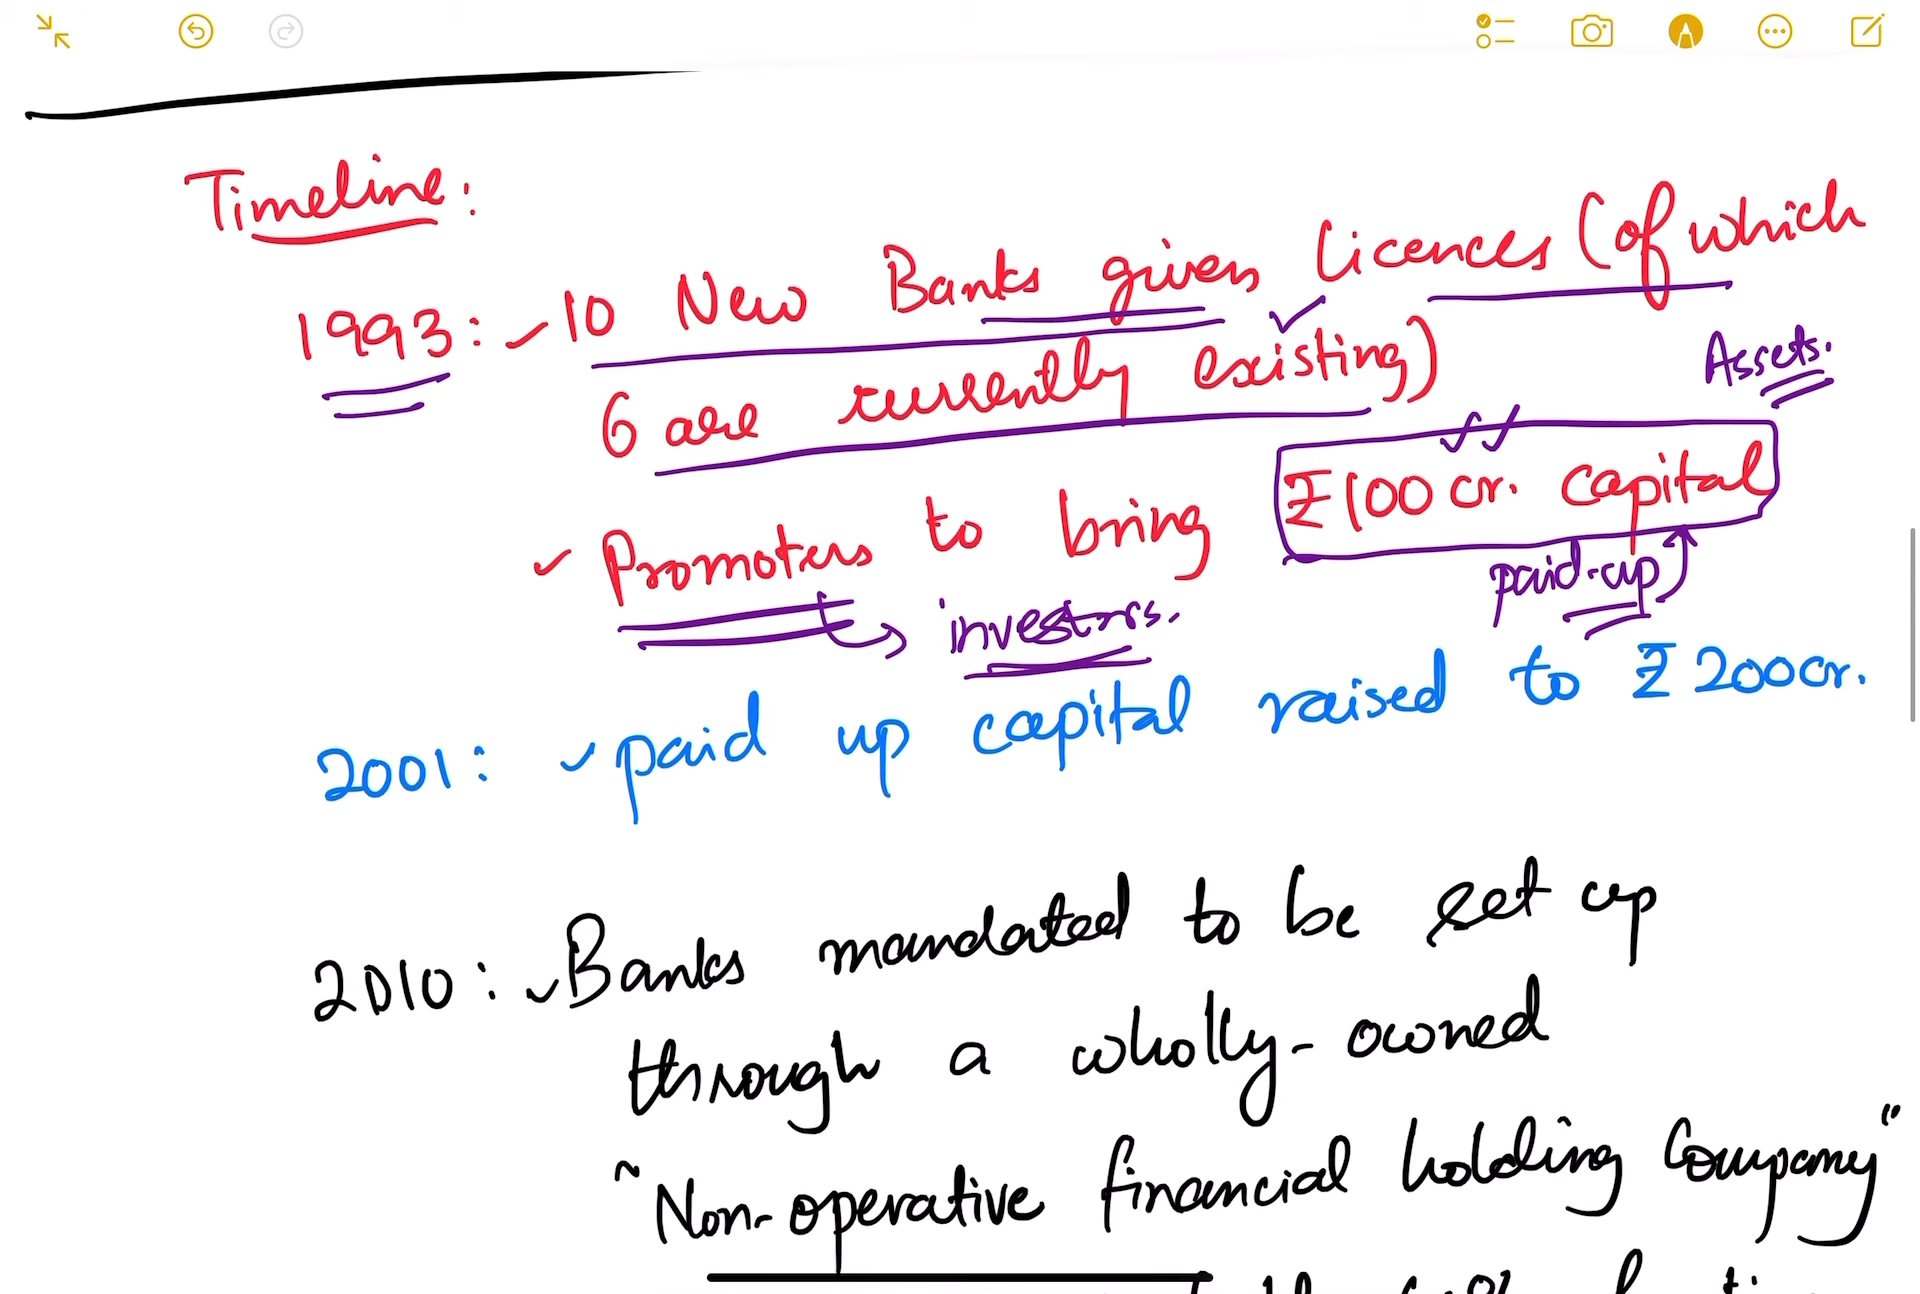 Timeline:
1993: - 10 New Banks given licences (of which
6 are currently existing)
Assets.
Promoters to bring ₹100 cr. capital
paid-up
investors.
2001: paid up capital raised to ₹200cr.
2010: Banks mandated to be set up
through a wholly-owned
"Non-operative financial holding Company"